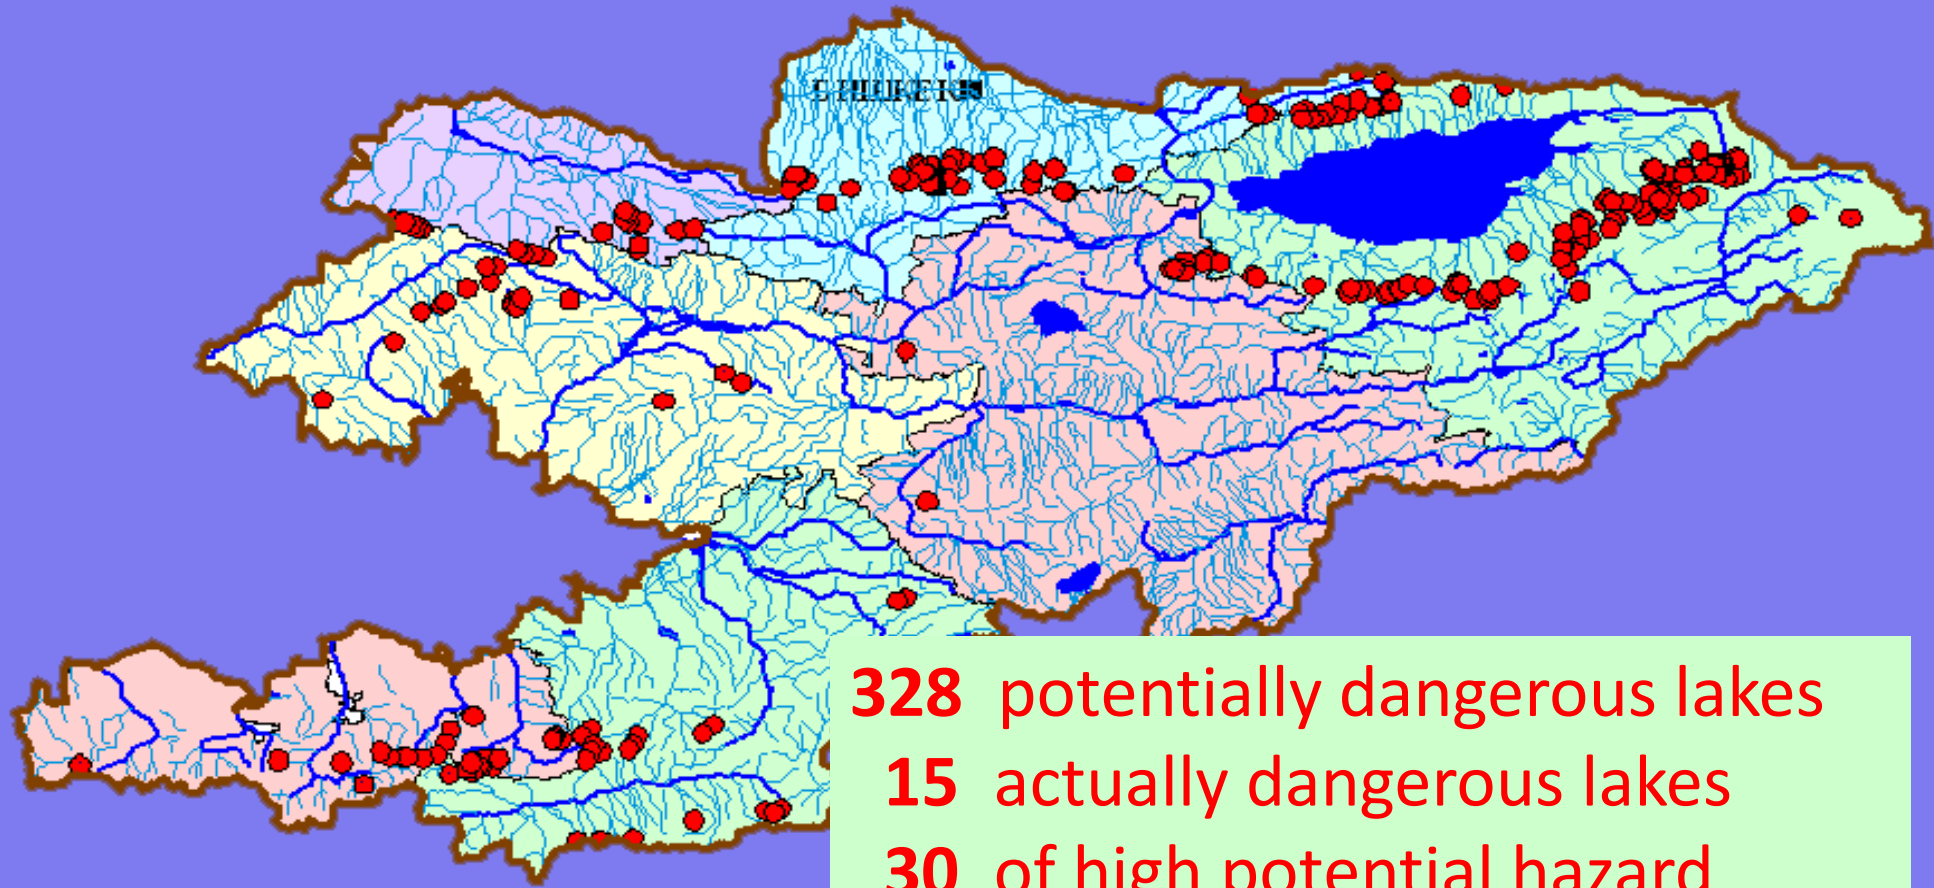 328 potentially dangerous lakes
15 actually dangerous lakes
30 of high potential hazard